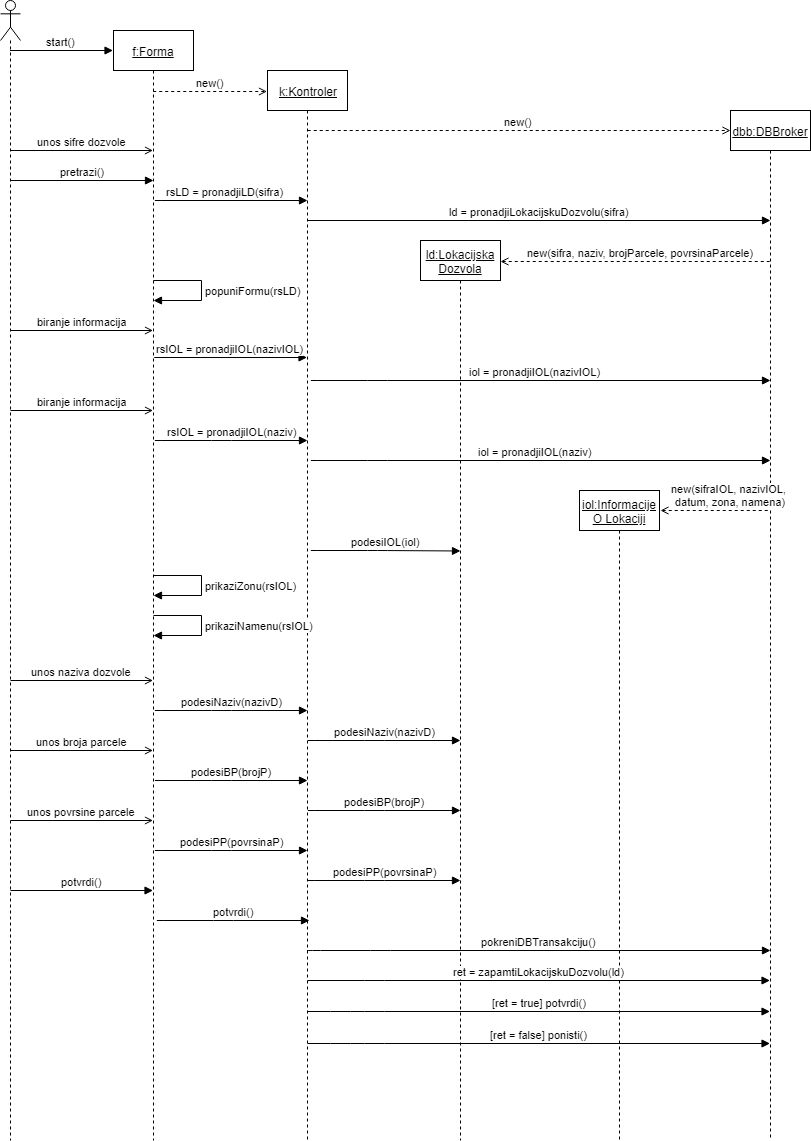 start()
f:Forma
new()
k:Kontroler
new()
dbb:DBBroker
unos sifre dozvole
pretrazi()
rsLD = pronadjiLD(sifra)
ld = pronadjiLokacijskuDozvolu(sifra)
ld:Lokacijska
Dozvola
new(sifra, naziv, brojParcele, povrsinaParcele)
popuniFormu(rsLD)
biranje informacija
rsIOL = pronadjiIOL(nazivIOL)
iol = pronadjiIOL(nazivIOL)
biranje informacija
rsIOL = pronadjiIOL(naziv)
iol = pronadjiIOL(naziv)
new(sifraIOL, nazivIOL,
datum, zona, namena)
iol:Informacije
O Lokaciji
podesiIOL(iol)
prikaziZonu(rsIOL)
prikaziNamenu(rsIOL)
unos naziva dozvole
podesiNaziv(nazivD)
podesiNaziv(nazivD)
unos broja parcele
podesiBP(brojP)
podesiBP(brojP)
unos povrsine parcele
podesiPP(povrsinaP)
podesiPP(povrsinaP)
potvrdi()
potvrdi()
pokreniDBTransakciju()
ret = zapamtiLokacijskuDozvolu(ld)
[ret = true] potvrdi()
[ret = false] ponisti()